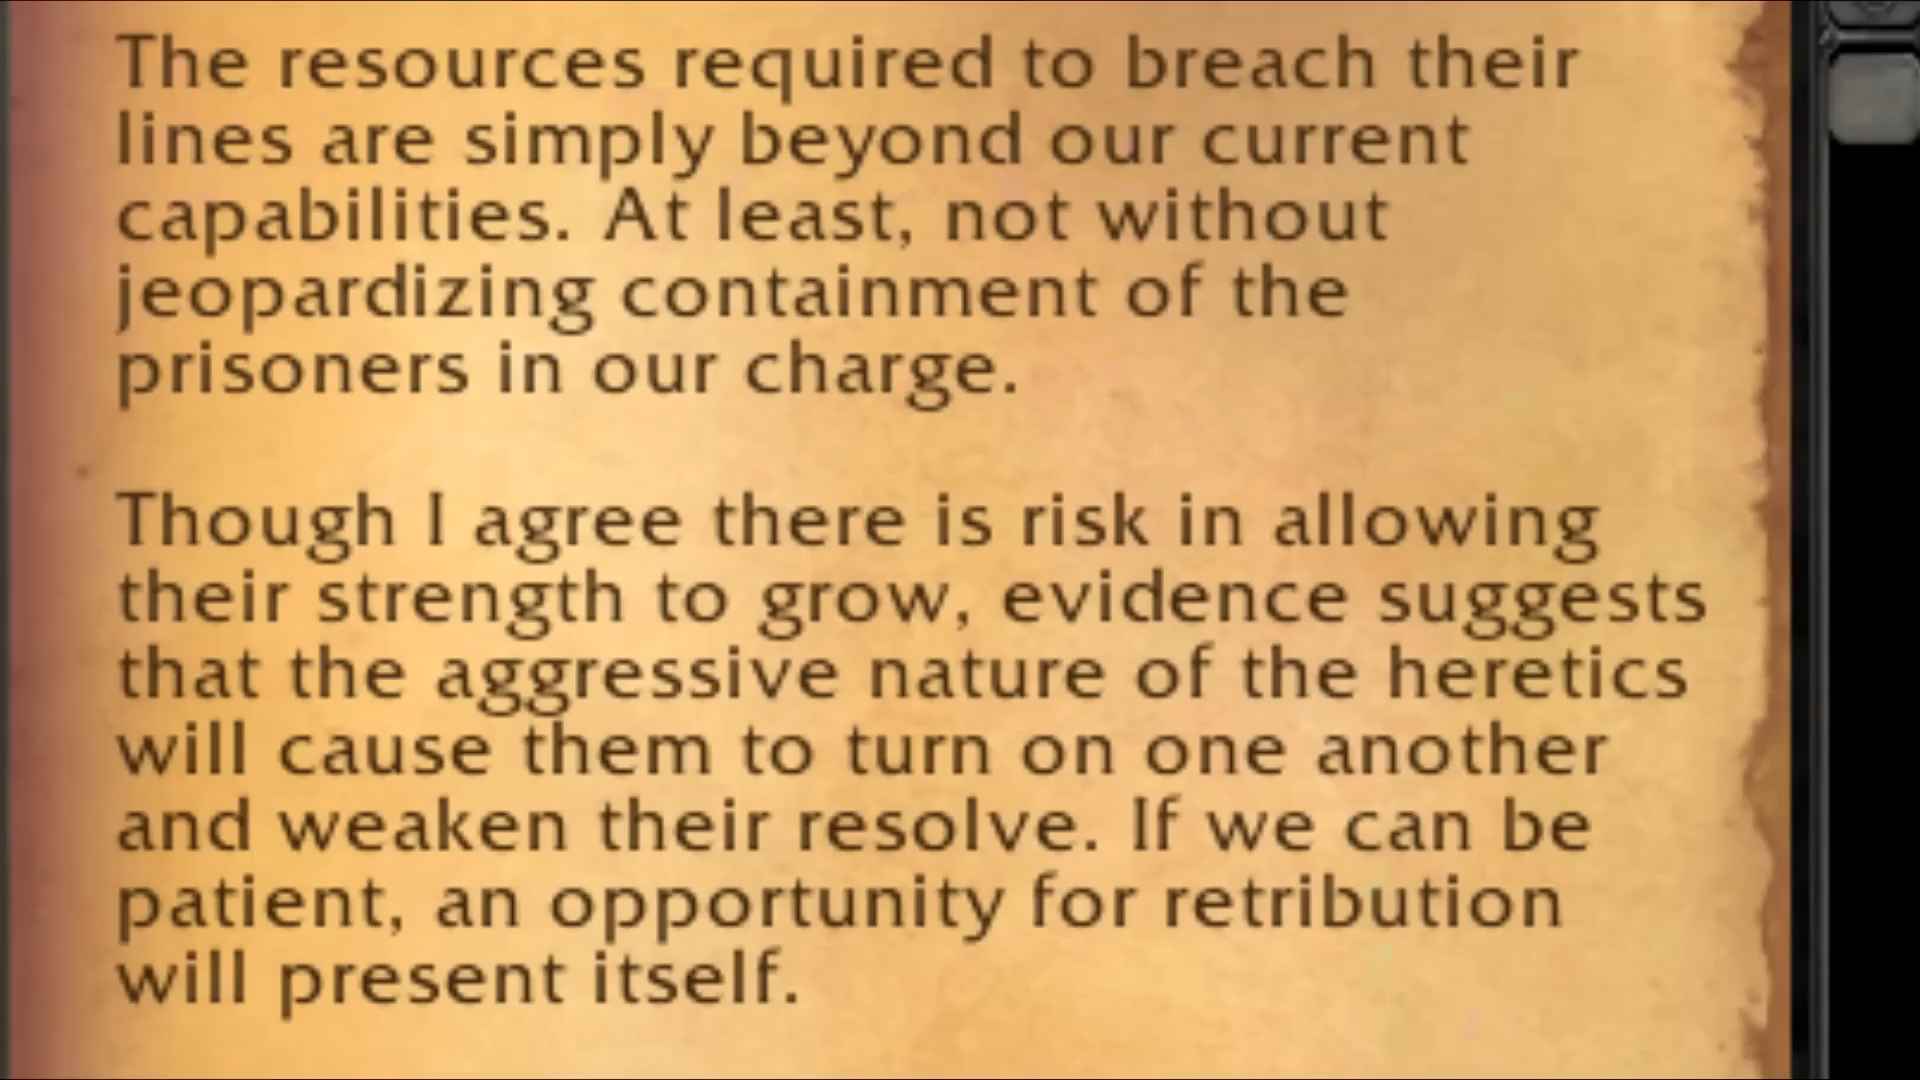 The resources required to breach their
lines are simply beyond our current
capabilities. At least, not without
jeopardizing containment of the
prisoners in our charge.
Though I agree there is risk in allowing
their strength to grow, evidence suggests
that the aggressive nature of the heretics
will cause them to turn on one another
and weaken their resolve. If we can be
patient, an opportunity for retribution
will present itself.